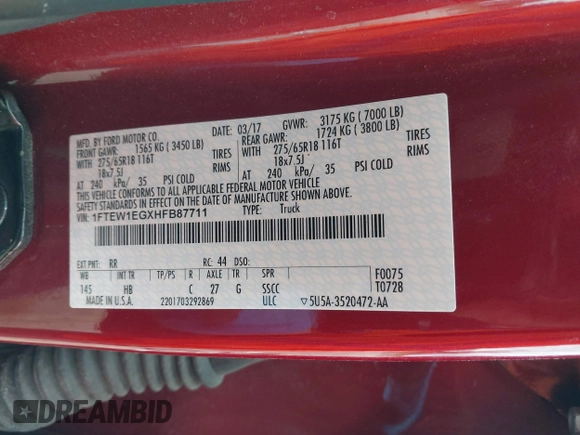 MFD. BY FORD MOTOR CO.
DATE: 03/17 GVWR: 3175 KG ( 7000 LB)
FRONT GAWR: 1565 KG ( 3450 LB) REAR GAWR: 1724 KG ( 3800 LB)
WITH 275/65R18 116T TIRES WITH 275/65R18 116T TIRES
18x7.5J RIMS 18x7.5J RIMS
AT 240 kPa/ 35 PSI COLD AT 240 kPa/ 35 PSI COLD
THIS VEHICLE CONFORMS TO ALL APPLICABLE FEDERAL MOTOR VEHICLE
SAFETY STANDARDS IN EFFECT ON THE DATE OF MANUFACTURE SHOWN ABOVE.
VIN: 1FTEW1EGXHFB87711 TYPE: Truck
EXT PNT: RR RC: 44 DSO:
WB INT TR TP/PS R AXLE TR SPR
145 HB C 27 G SSCC
F0075
T0728
MADE IN U.S.A. 2201703292869 ULC ▽5U5A-3520472-AA
DREAMBID